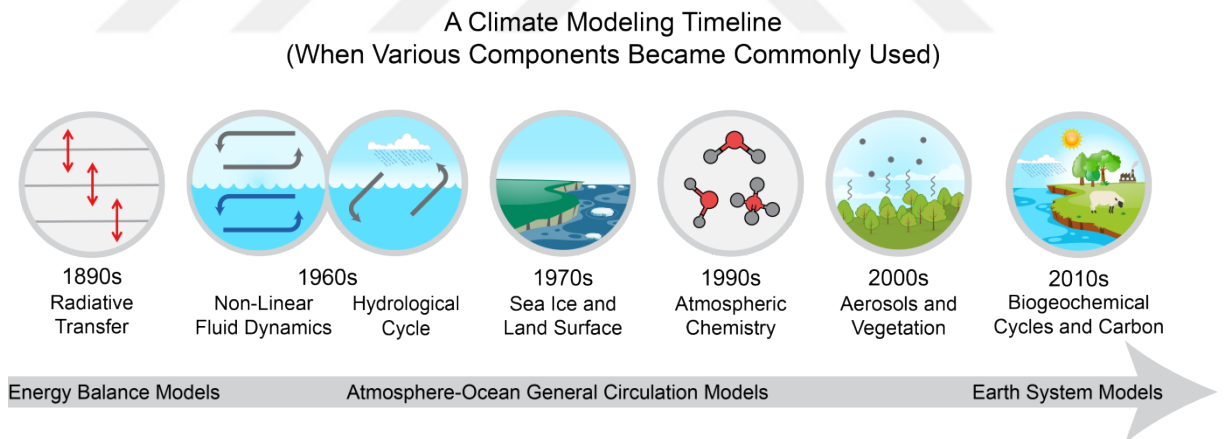 A Climate Modeling Timeline
(When Various Components Became Commonly Used)
1890s
Radiative
Transfer
1960s
Non-Linear
Fluid Dynamics
Hydrological
Cycle
1970s
Sea Ice and
Land Surface
1990s
Atmospheric
Chemistry
2000s
Aerosols and
Vegetation
2010s
Biogeochemical
Cycles and Carbon
Energy Balance Models
Atmosphere-Ocean General Circulation Models
Earth System Models